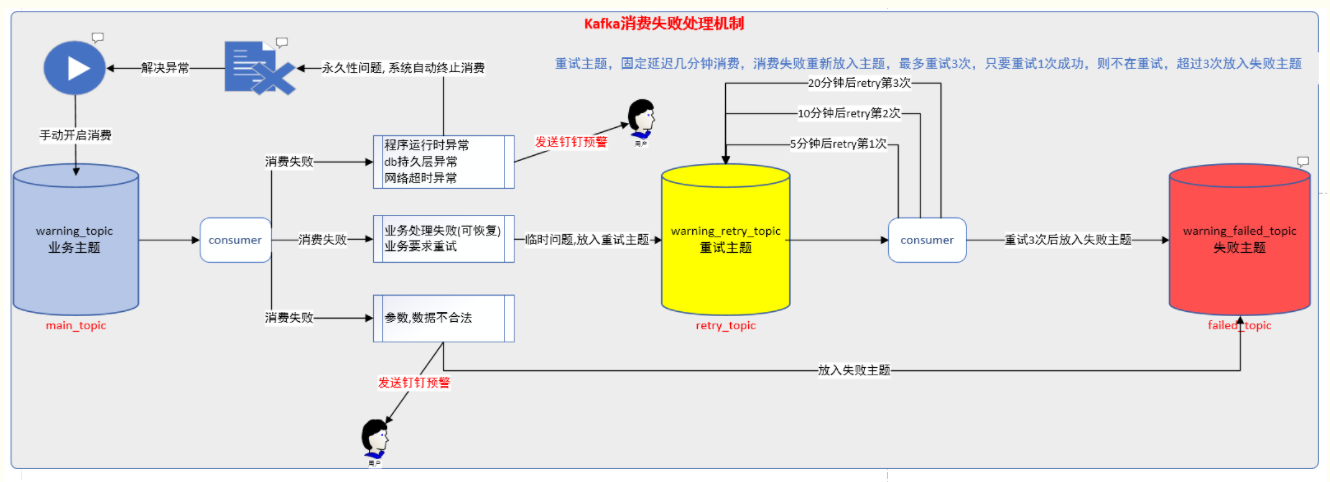 Kafka消费失败处理机制
解决异常
永久性问题, 系统自动终止消费
重试主题，固定延迟几分钟消费，消费失败重新放入主题，最多重试3次，只要重试1次成功，则不在重试，超过3次放入失败主题
20分钟后retry第3次
10分钟后retry第2次
5分钟后retry第1次
手动开启消费
消费失败
程序运行时异常
db持久层异常
网络超时异常
发送钉钉预警
用户
warning_topic
业务主题
main_topic
consumer
消费失败
业务处理失败(可恢复)
业务要求重试
临时问题,放入重试主题
warning_retry_topic
重试主题
retry_topic
consumer
重试3次后放入失败主题
warning_failed_topic
失败主题
failed_topic
消费失败
参数,数据不合法
放入失败主题
发送钉钉预警
用户